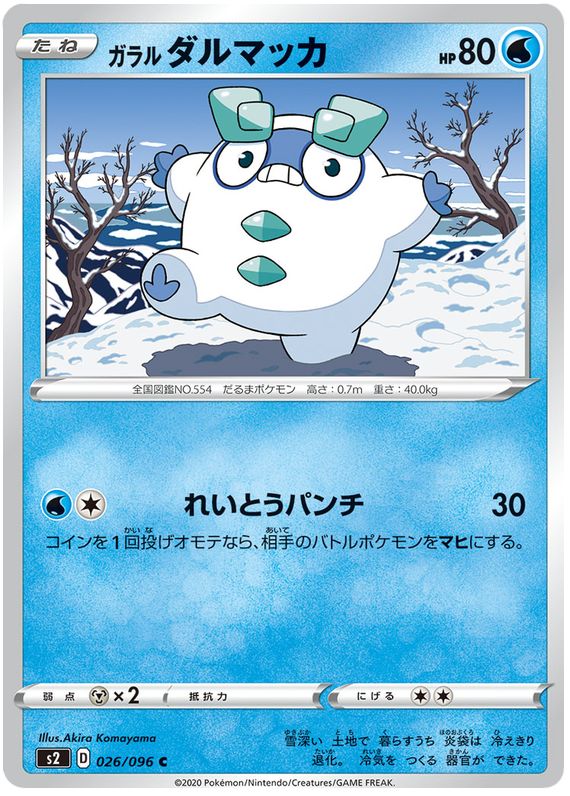 たね ガラル ダルマッカ HP80
全国図鑑NO.554 だるまポケモン 高さ:0.7m 重さ:40.0kg
れいとうパンチ 30
コインを1回投げオモテなら、相手のバトルポケモンをマヒにする。
弱点 ×2 抵抗力 にげる
Illus.Akira Komayama
雪深い 土地で 暮らすうち 炎袋は 冷えきり
退化。 冷気を つくる 器官が できた。
s2 D 026/096 C
©2020 Pokémon/Nintendo/Creatures/GAME FREAK.